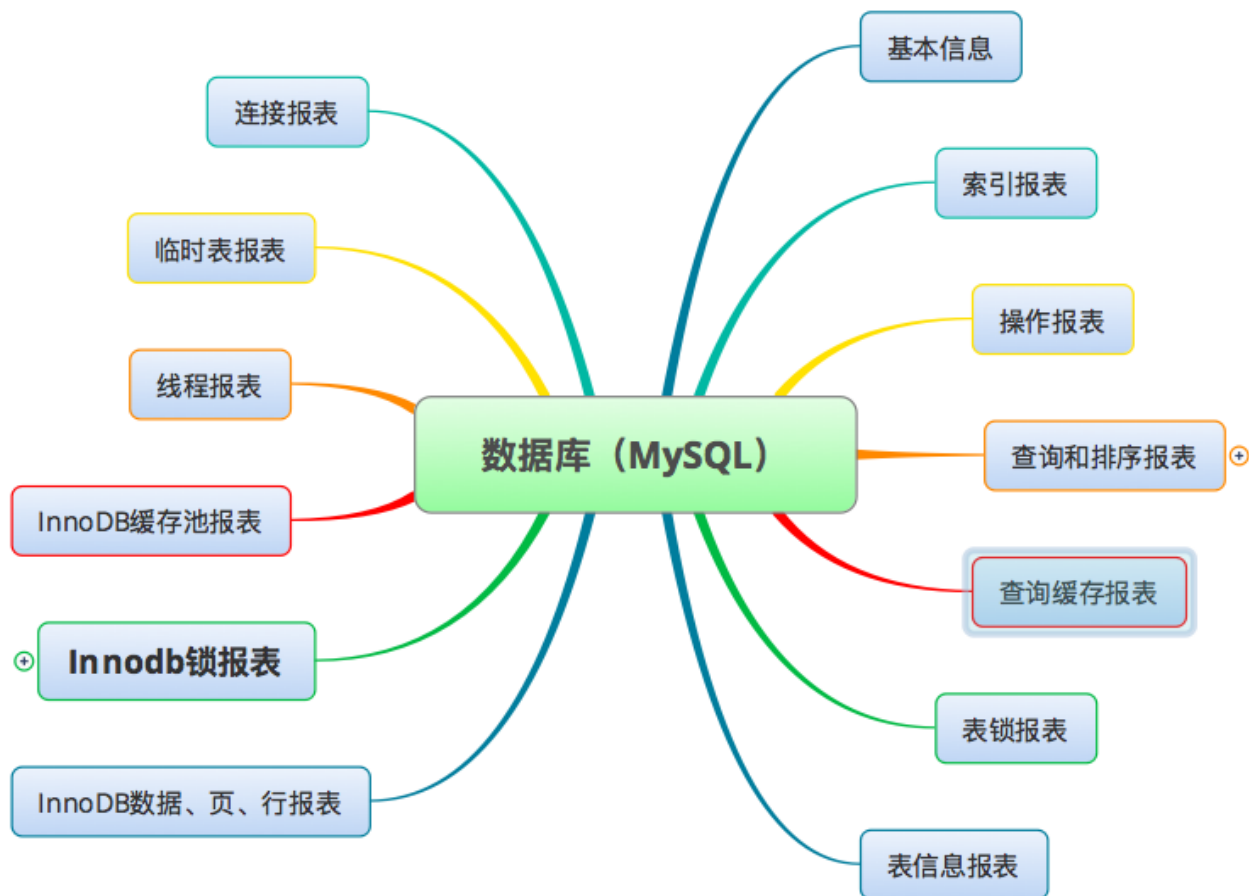 数据库（MySQL）
基本信息
索引报表
操作报表
查询和排序报表
查询缓存报表
表锁报表
表信息报表
连接报表
临时表报表
线程报表
InnoDB缓存池报表
Innodb锁报表
InnoDB数据、页、行报表